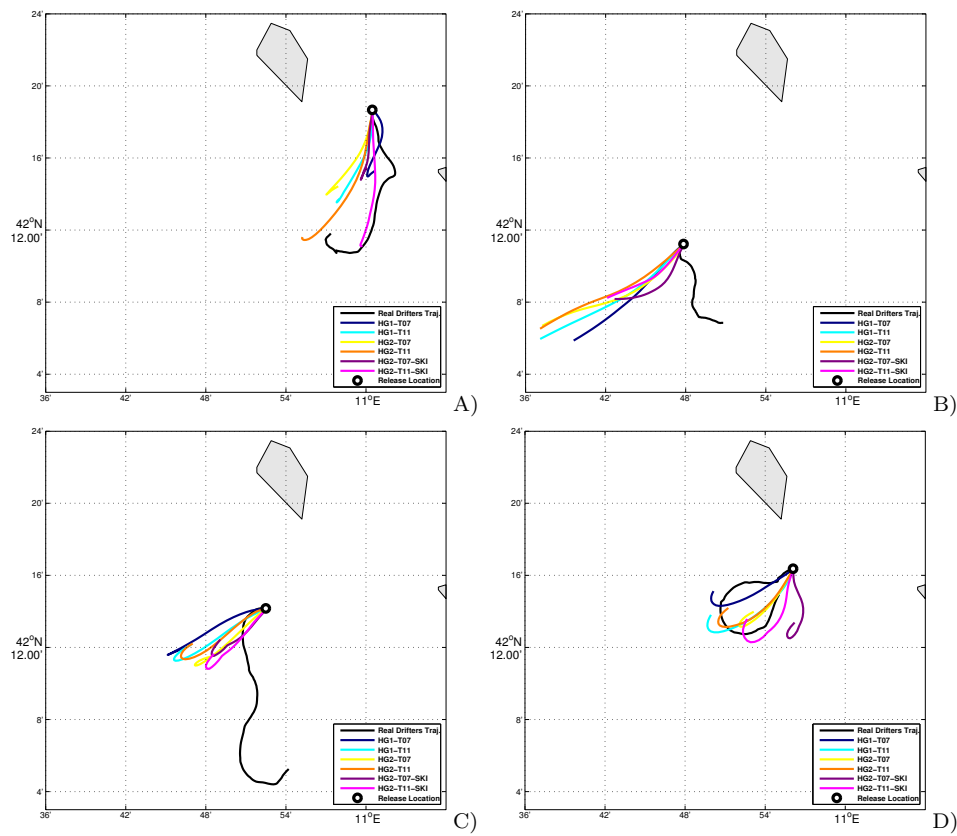 24'
20'
16'
42°N
12.00'
8'
4'
36'
42'
48'
54'
11°E
Real Drifters Traj.
HG1−T07
HG1−T11
HG2−T07
HG2−T11
HG2−T07−SKI
HG2−T11−SKI
Release Location
A)
24'
20'
16'
42°N
12.00'
8'
4'
36'
42'
48'
54'
11°E
Real Drifters Traj.
HG1−T07
HG1−T11
HG2−T07
HG2−T11
HG2−T07−SKI
HG2−T11−SKI
Release Location
B)
24'
20'
16'
42°N
12.00'
8'
4'
36'
42'
48'
54'
11°E
Real Drifters Traj.
HG1−T07
HG1−T11
HG2−T07
HG2−T11
HG2−T07−SKI
HG2−T11−SKI
Release Location
C)
24'
20'
16'
42°N
12.00'
8'
4'
36'
42'
48'
54'
11°E
Real Drifters Traj.
HG1−T07
HG1−T11
HG2−T07
HG2−T11
HG2−T07−SKI
HG2−T11−SKI
Release Location
D)